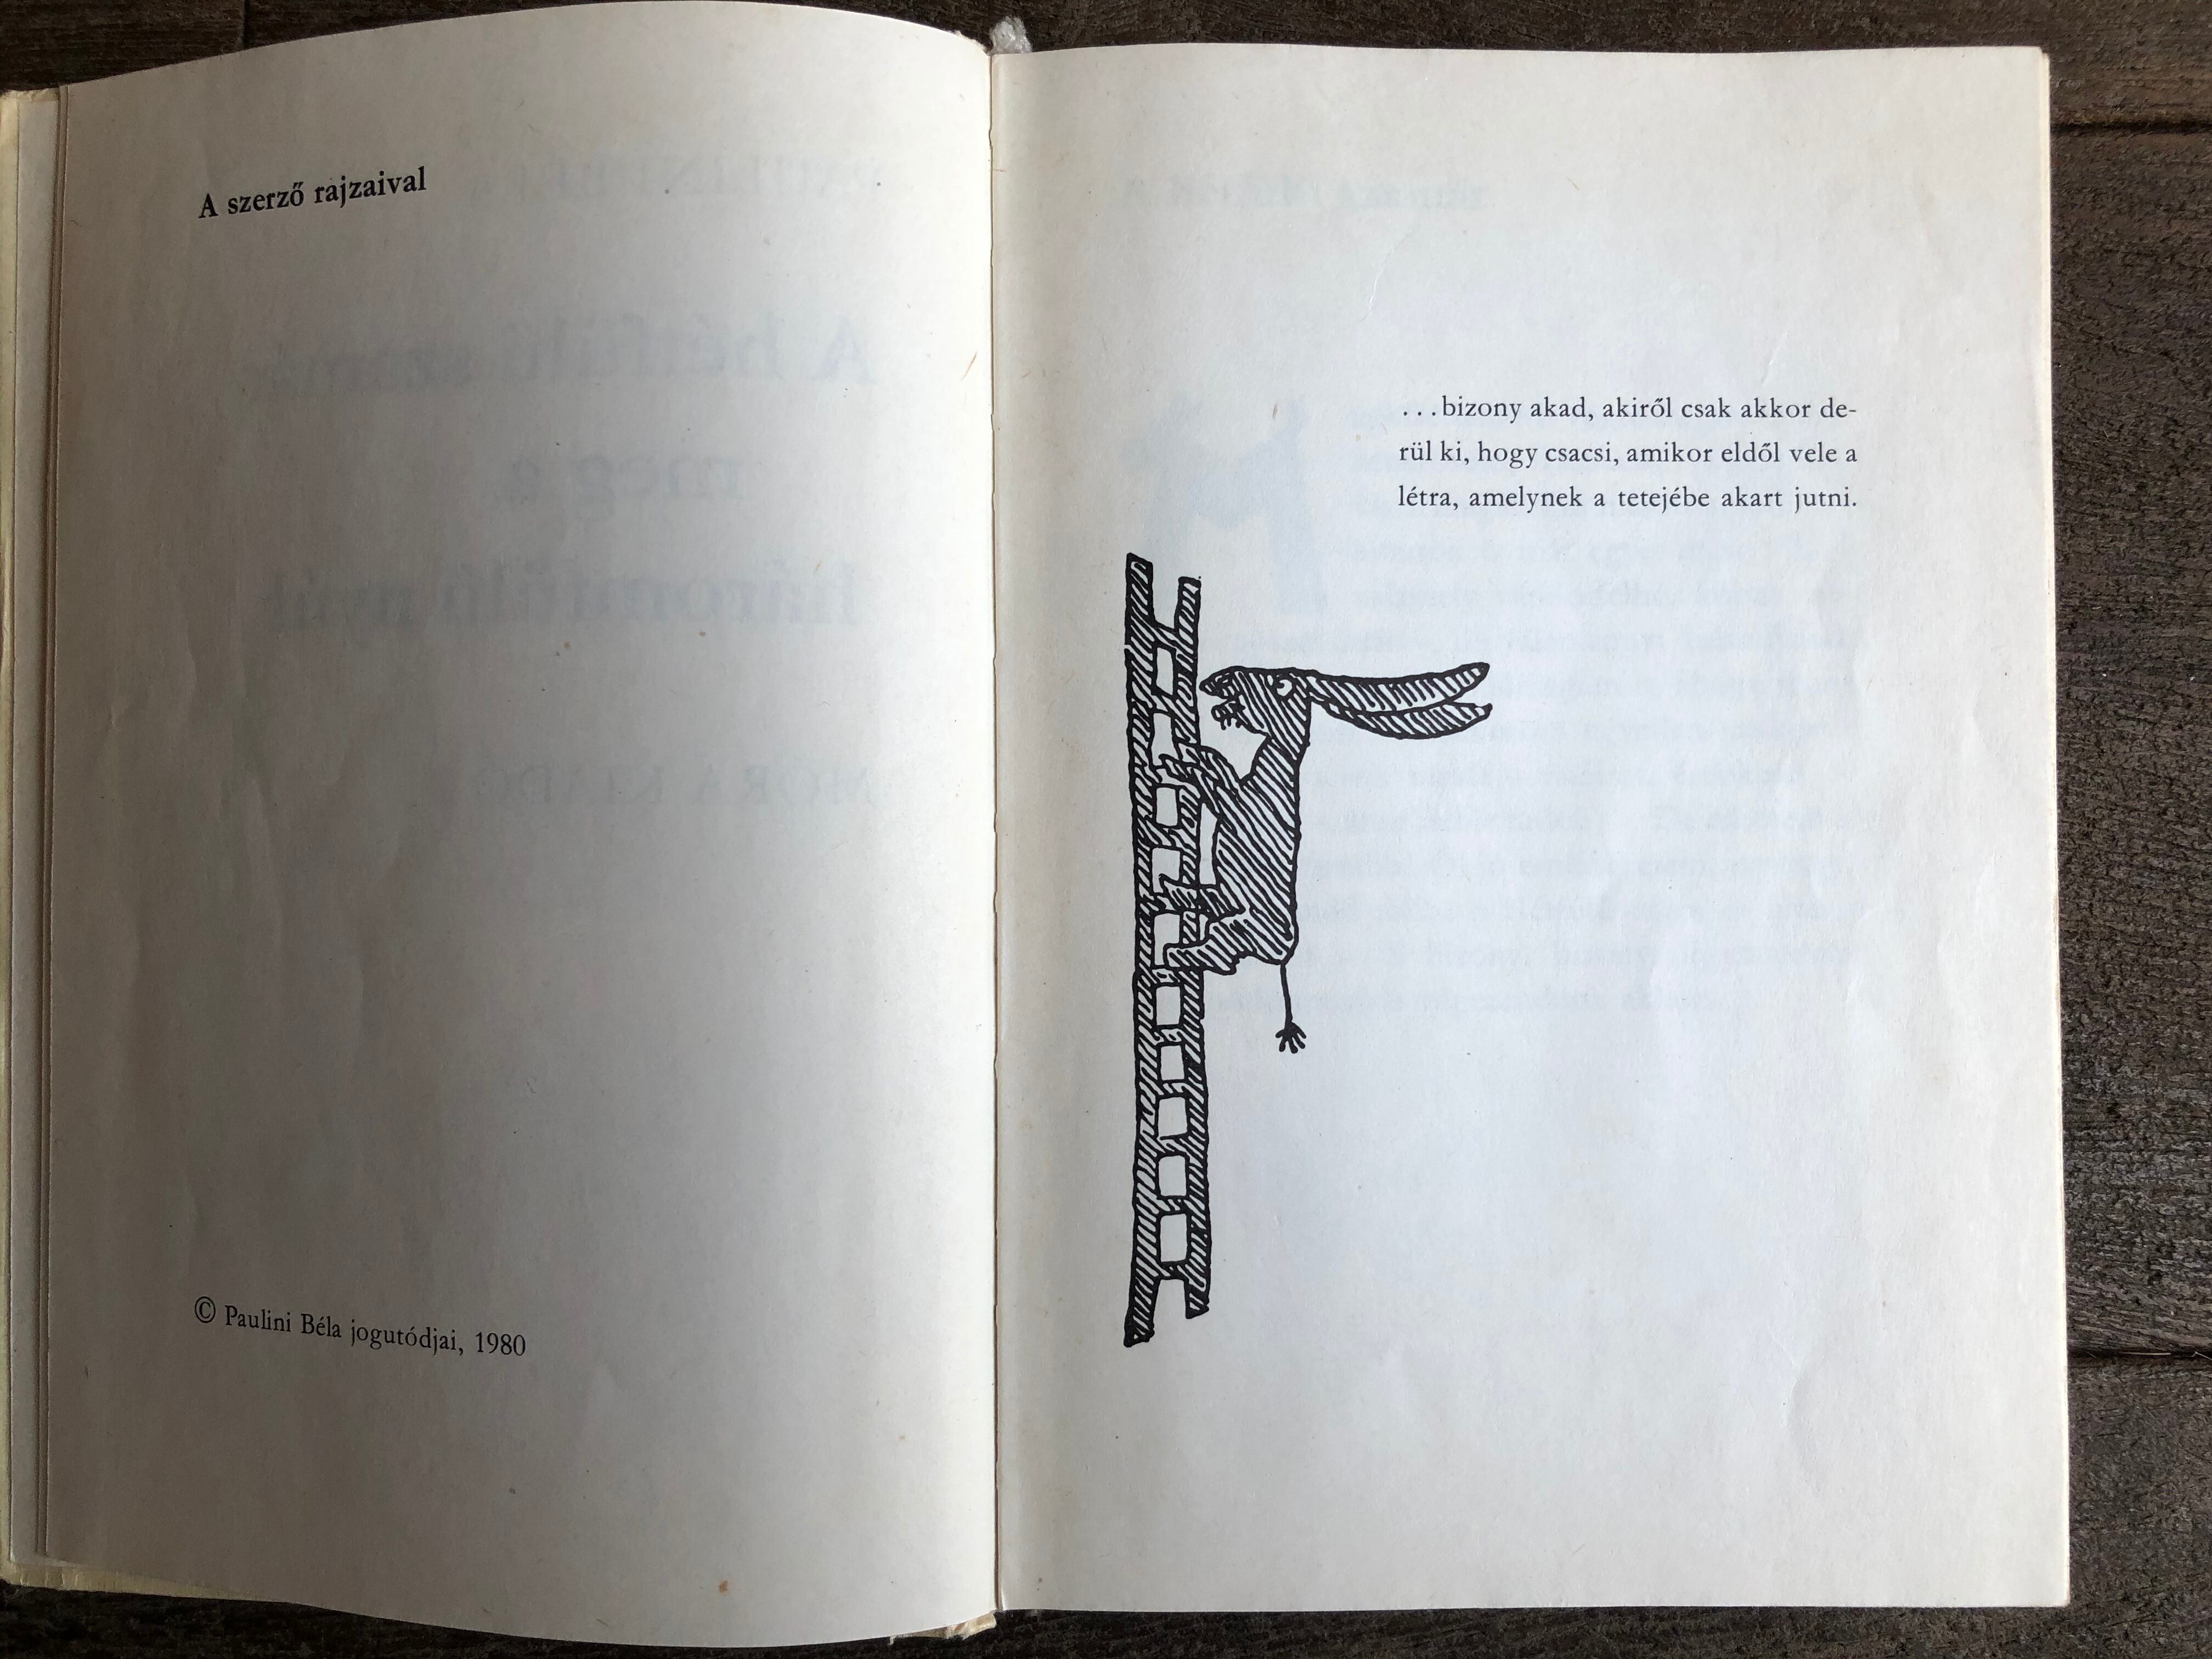 A szerző rajzaival
© Paulini Béla jogutódjai, 1980
...bizony akad, akiről csak akkor de-
rül ki, hogy csacsi, amikor eldől vele a
létra, amelynek a tetejébe akart jutni.